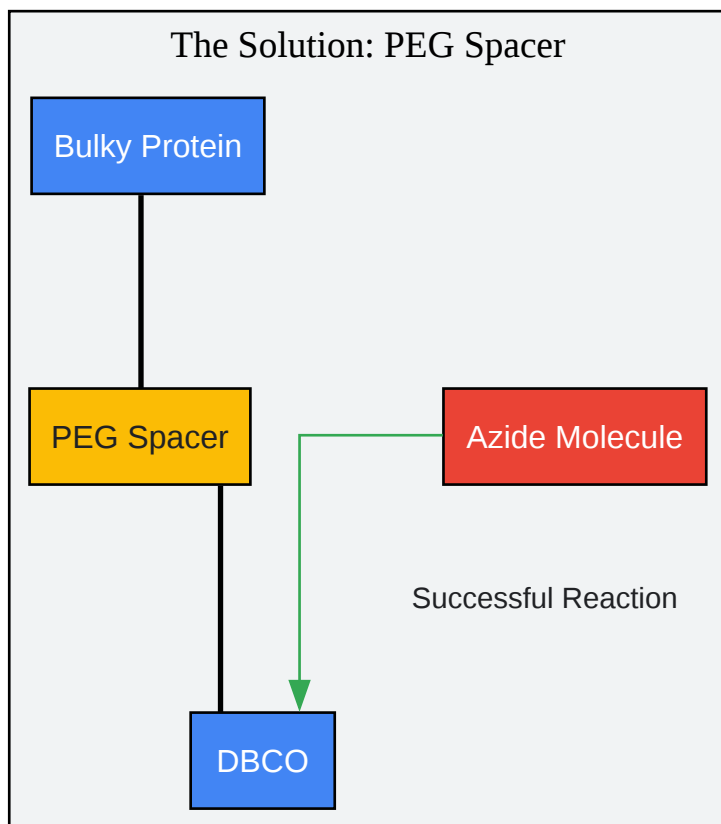 The Solution: PEG Spacer
Bulky Protein
PEG Spacer
Azide Molecule
Successful Reaction
DBCO